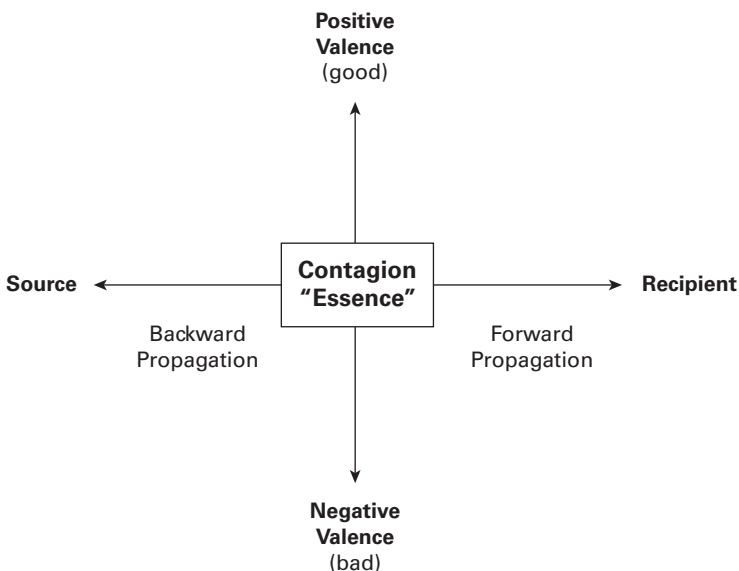 Positive
Valence
(good)
Source
Contagion
“Essence”
Recipient
Backward
Propagation
Forward
Propagation
Negative
Valence
(bad)